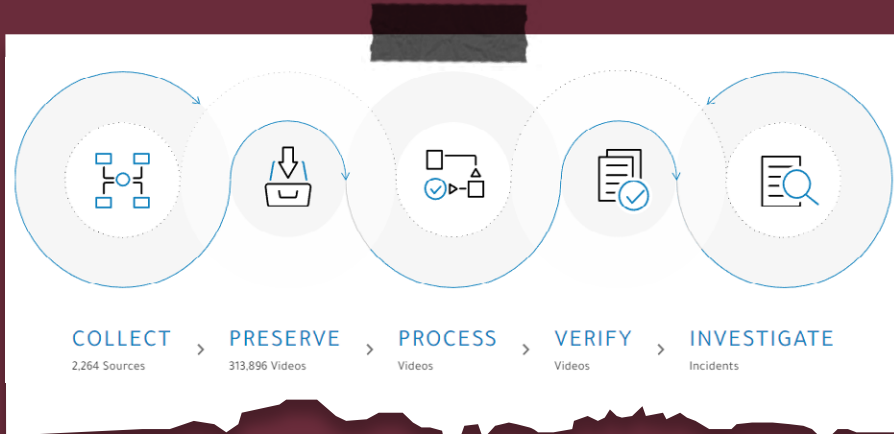 COLLECT > PRESERVE > PROCESS > VERIFY > INVESTIGATE
2,264 Sources 313,896 Videos Videos Videos Incidents